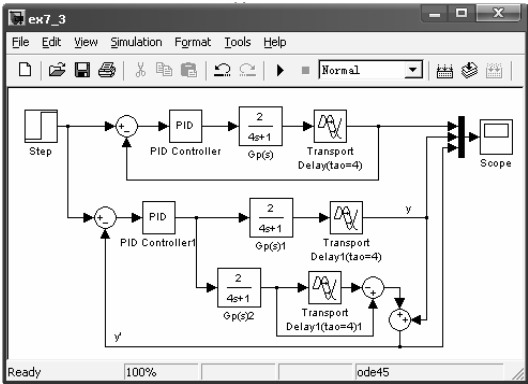 ex7_3
File Edit View Simulation Format Tools Help
Normal
Step
+
-
PID
PID Controller
2
4s+1
Gp(s)
Transport
Delay(tao=4)
Scope
+
-
PID
PID Controller1
2
4s+1
Gp(s)1
Transport
Delay1(tao=4)
y
2
4s+1
Gp(s)2
Transport
Delay1(tao=4)1
-
+
+
+
y'
Ready 100% ode45